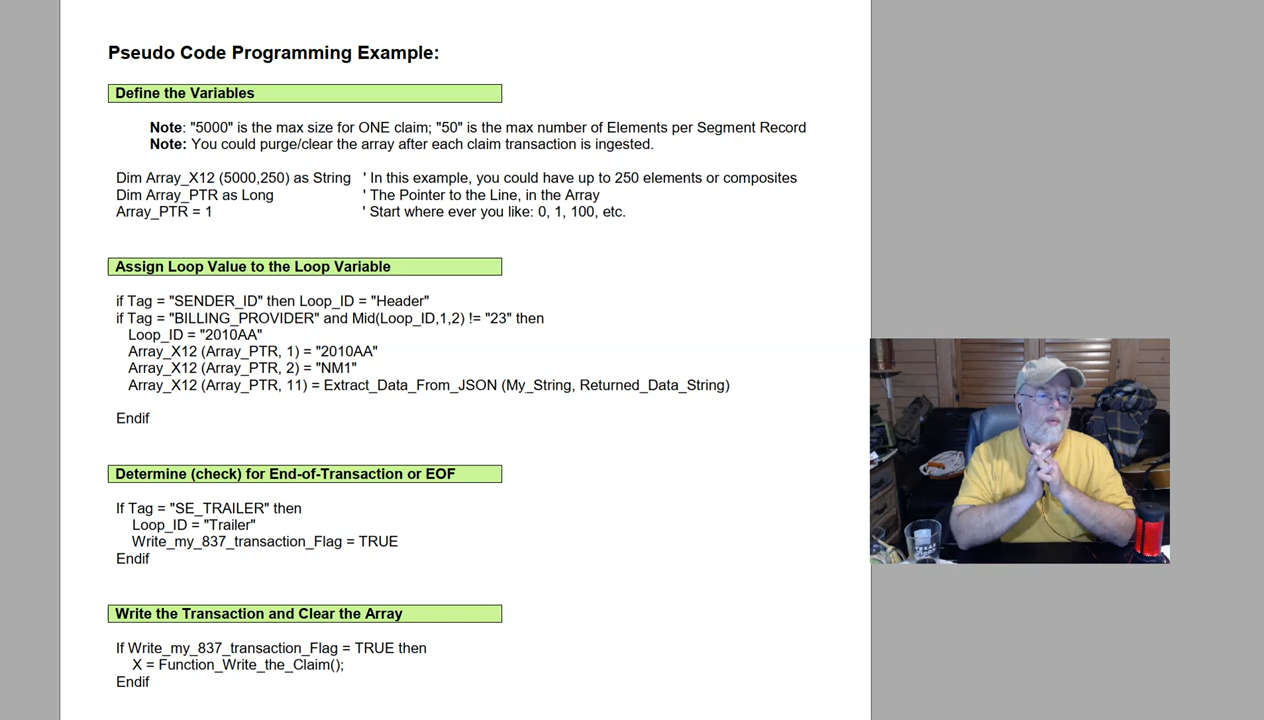 Pseudo Code Programming Example:
Define the Variables
Note: "5000" is the max size for ONE claim; "50" is the max number of Elements per Segment Record
Note: You could purge/clear the array after each claim transaction is ingested.
Dim Array_X12 (5000,250) as String ' In this example, you could have up to 250 elements or composites
Dim Array_PTR as Long ' The Pointer to the Line, in the Array
Array_PTR = 1 ' Start where ever you like: 0, 1, 100, etc.
Assign Loop Value to the Loop Variable
if Tag = "SENDER_ID" then Loop_ID = "Header"
if Tag = "BILLING_PROVIDER" and Mid(Loop_ID,1,2) != "23" then
Loop_ID = "2010AA"
Array_X12 (Array_PTR, 1) = "2010AA"
Array_X12 (Array_PTR, 2) = "NM1"
Array_X12 (Array_PTR, 11) = Extract_Data_From_JSON (My_String, Returned_Data_String)
Endif
Determine (check) for End-of-Transaction or EOF
If Tag = "SE_TRAILER" then
Loop_ID = "Trailer"
Write_my_837_transaction_Flag = TRUE
Endif
Write the Transaction and Clear the Array
If Write_my_837_transaction_Flag = TRUE then
X = Function_Write_the_Claim();
Endif